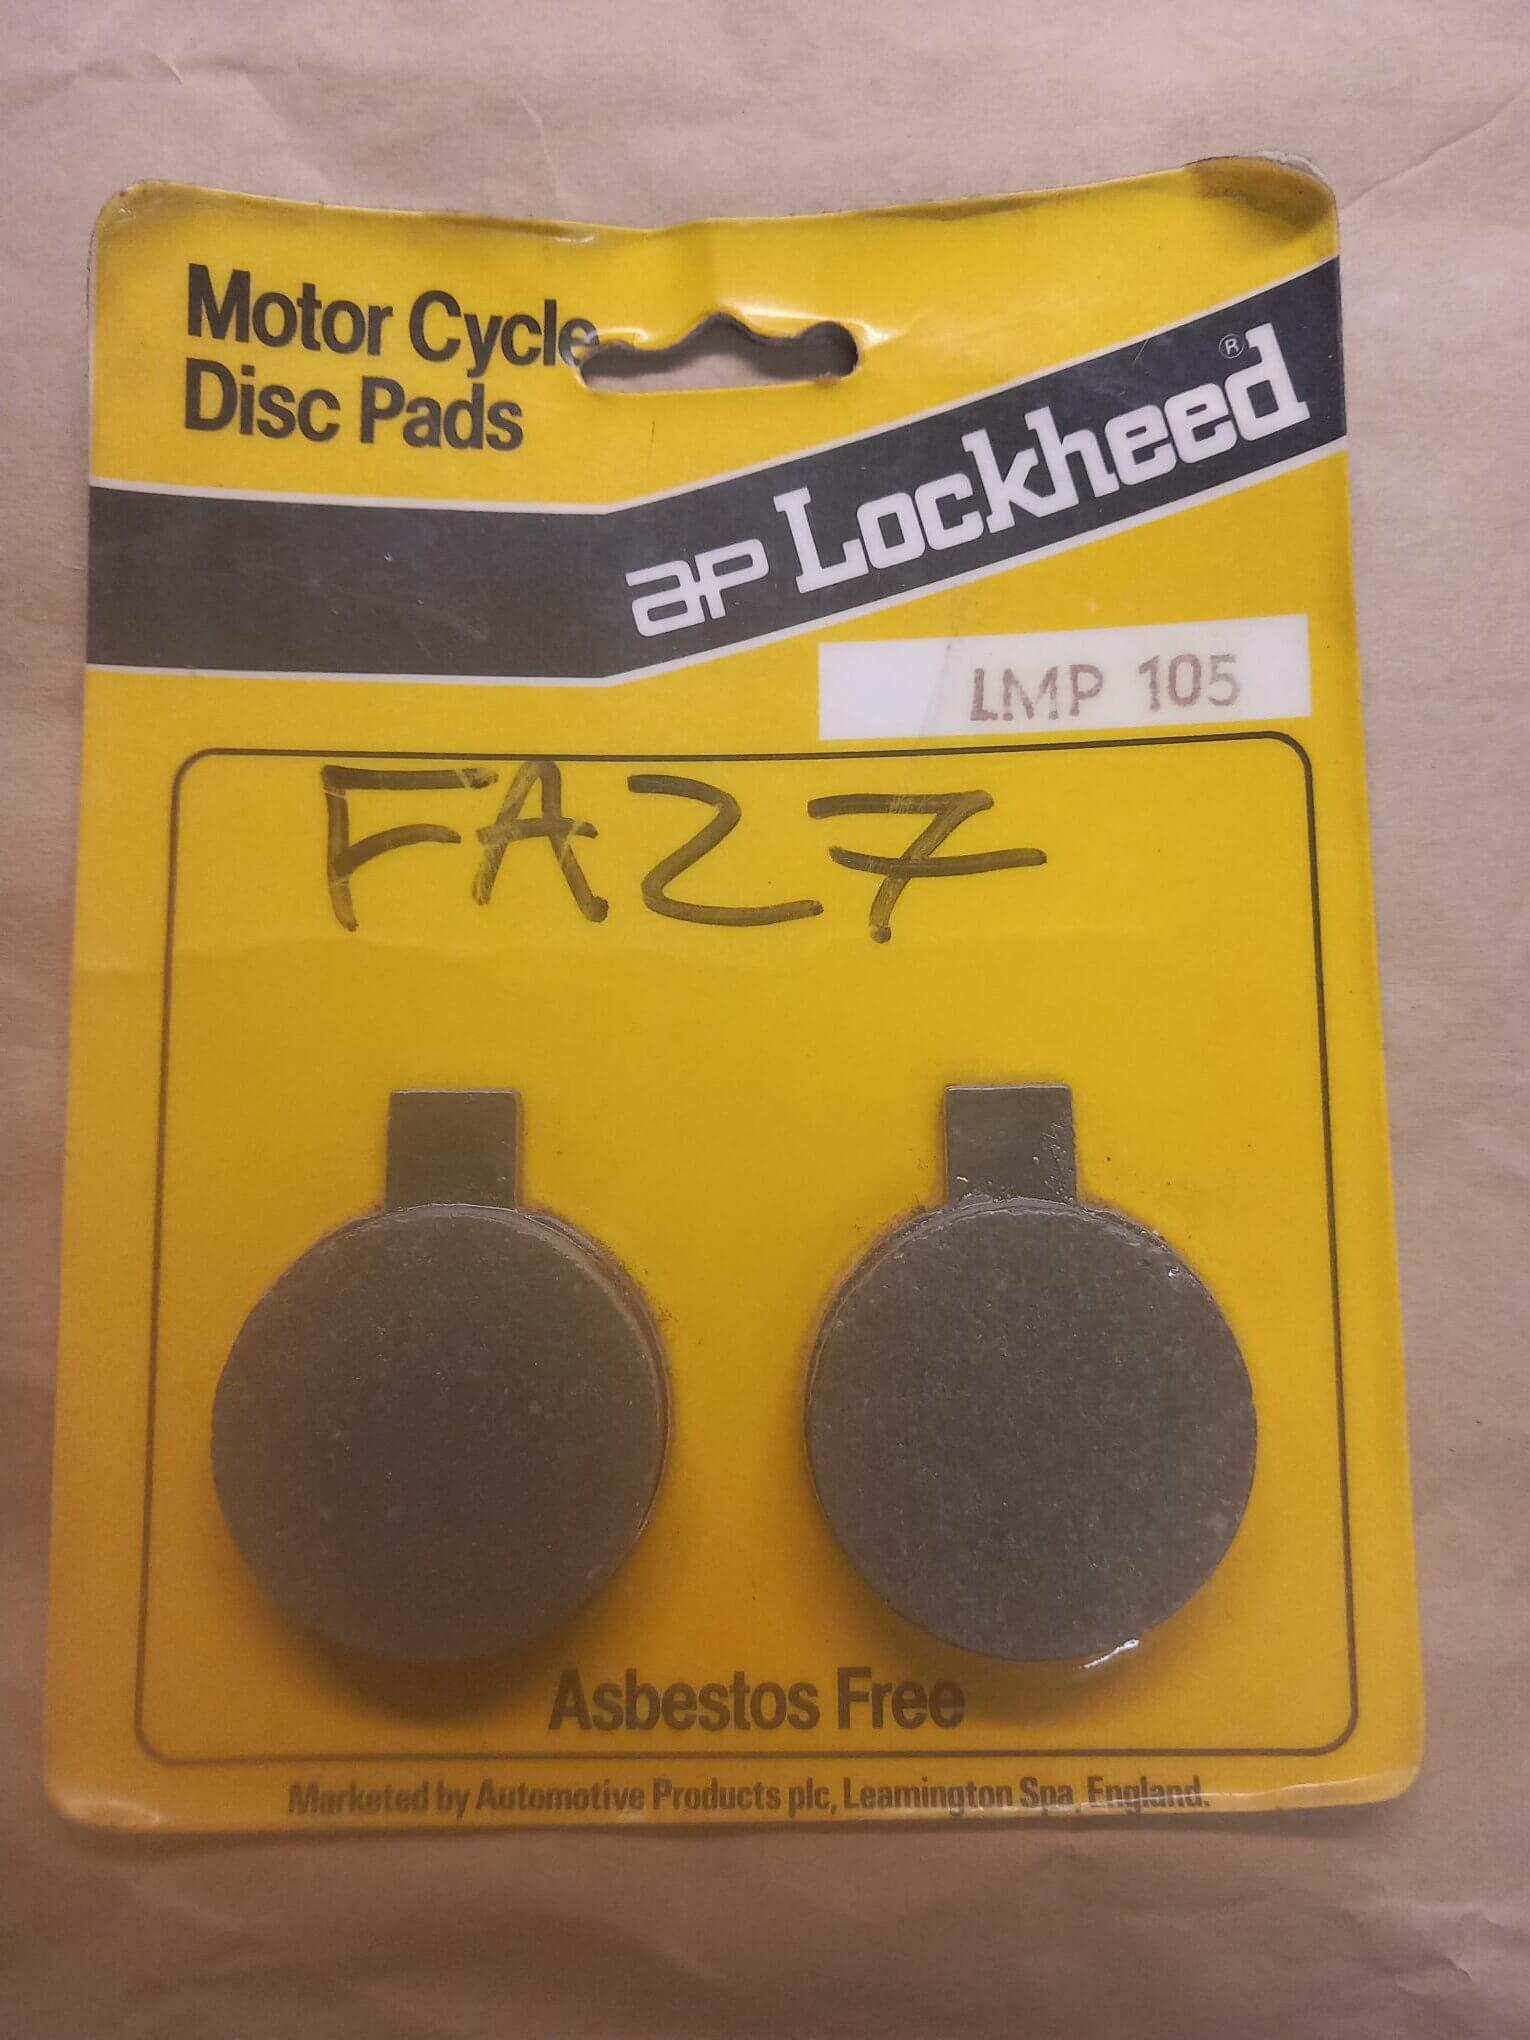 Motor Cycle
Disc Pads
ap Lockheed®
LMP 105
FA27
Asbestos Free
Marketed by Automotive Products plc, Leamington Spa, England.